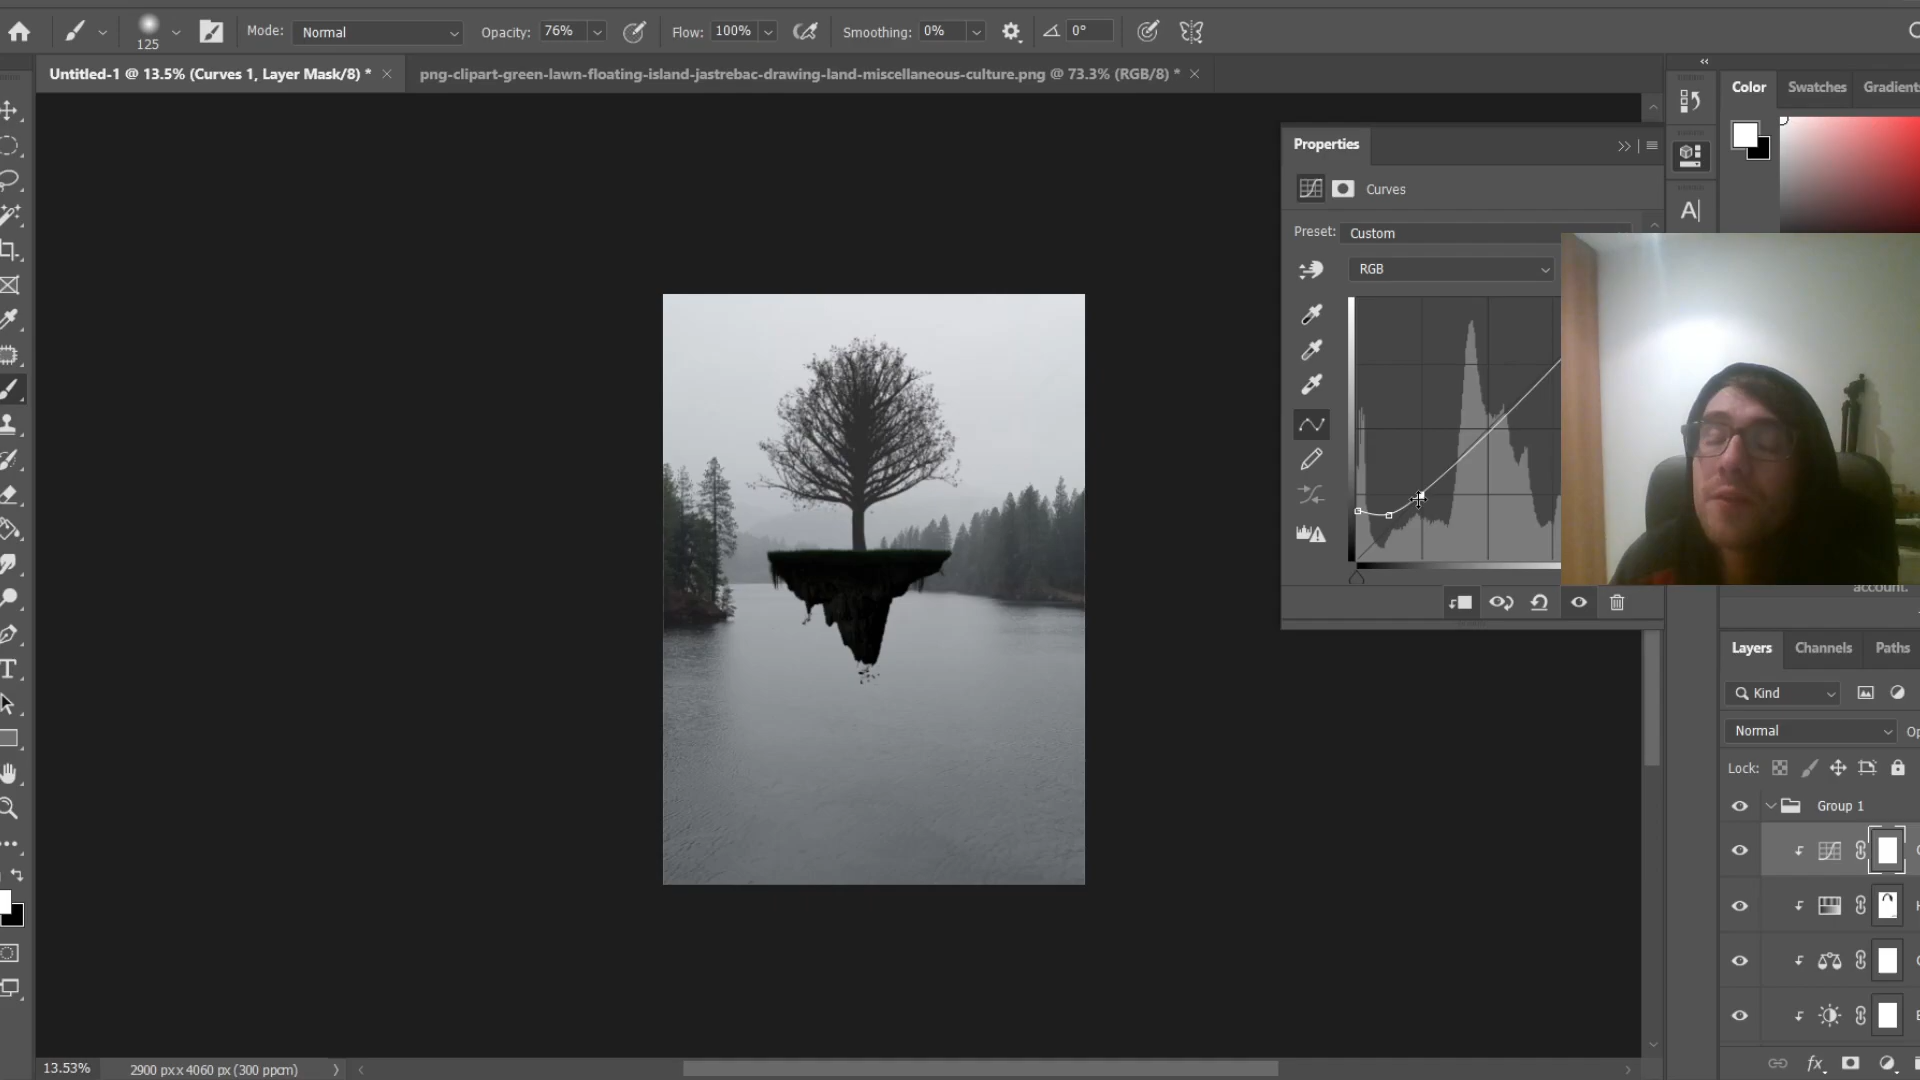 125
Mode: Normal
Opacity: 76%
Flow: 100%
Smoothing: 0%
0°
Untitled-1 @ 13.5% (Curves 1, Layer Mask/8) *
png-clipart-green-lawn-floating-island-jastrebac-drawing-land-miscellaneous-culture.png @ 73.3% (RGB/8) *
Color
Swatches
Gradient
Properties
Curves
Preset: Custom
RGB
account.
Layers
Channels
Paths
Kind
Normal
Lock:
Group 1
fx
13.53%
2900 px x 4060 px (300 ppcm)